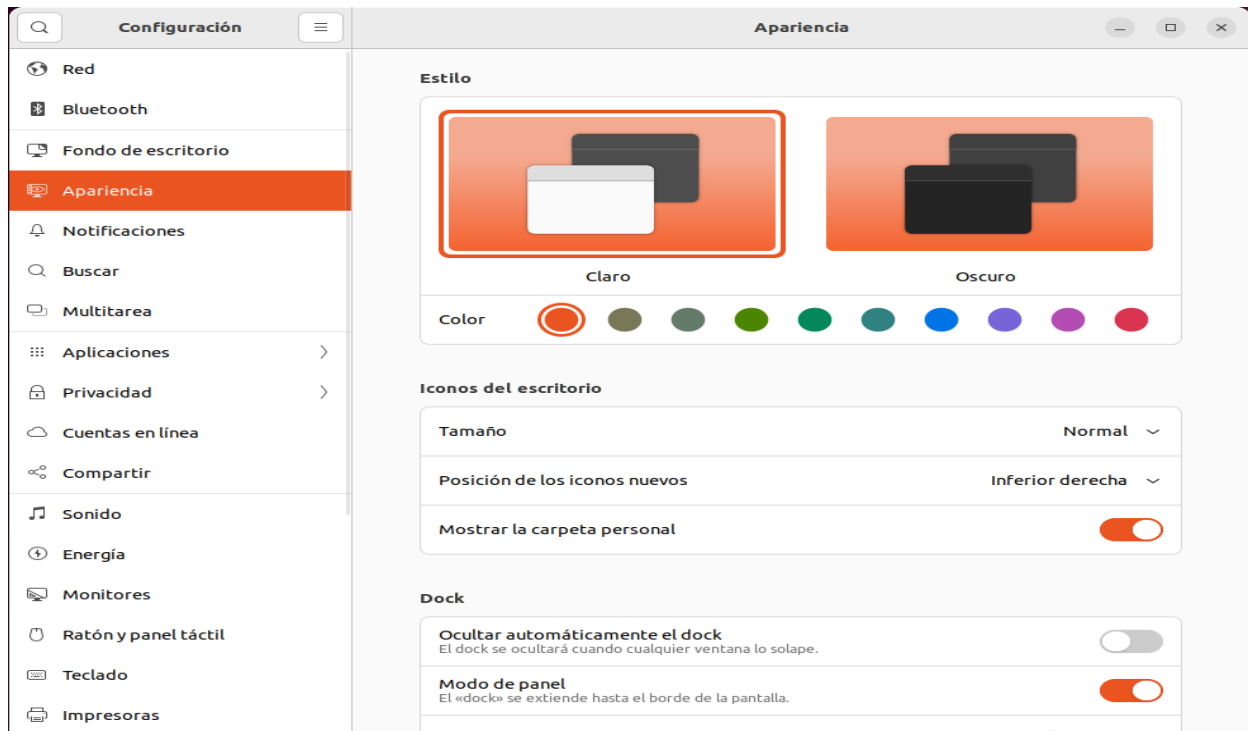 Configuración
Apariencia
Red
Bluetooth
Fondo de escritorio
Apariencia
Notificaciones
Buscar
Multitarea
Aplicaciones
Privacidad
Cuentas en línea
Compartir
Sonido
Energía
Monitores
Ratón y panel táctil
Teclado
Impresoras
Estilo
Claro
Oscuro
Color
Iconos del escritorio
Tamaño
Normal
Posición de los iconos nuevos
Inferior derecha
Mostrar la carpeta personal
Dock
Ocultar automáticamente el dock
El dock se ocultará cuando cualquier ventana lo solape.
Modo de panel
El «dock» se extiende hasta el borde de la pantalla.